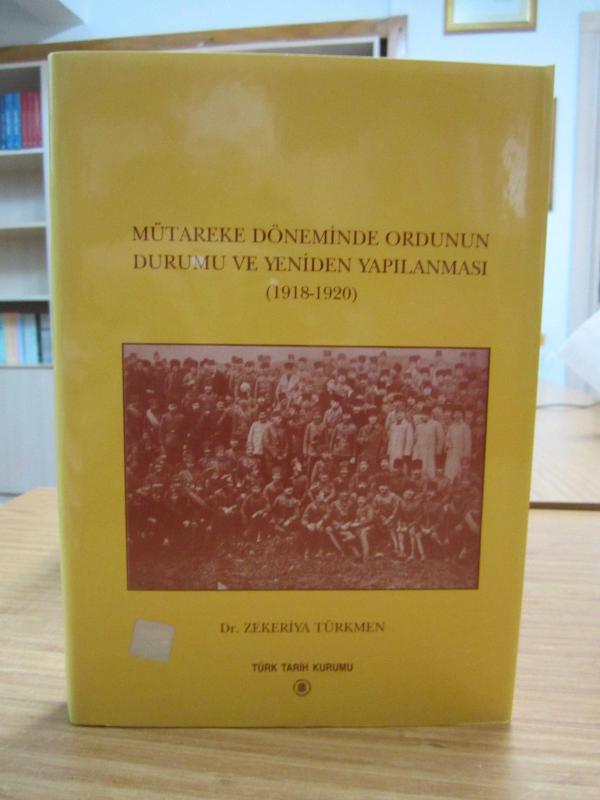 MÜTAREKE DÖNEMİNDE ORDUNUN
DURUMU VE YENİDEN YAPILANMASI
(1918-1920)
Dr. ZEKERİYA TÜRKMEN
TÜRK TARİH KURUMU